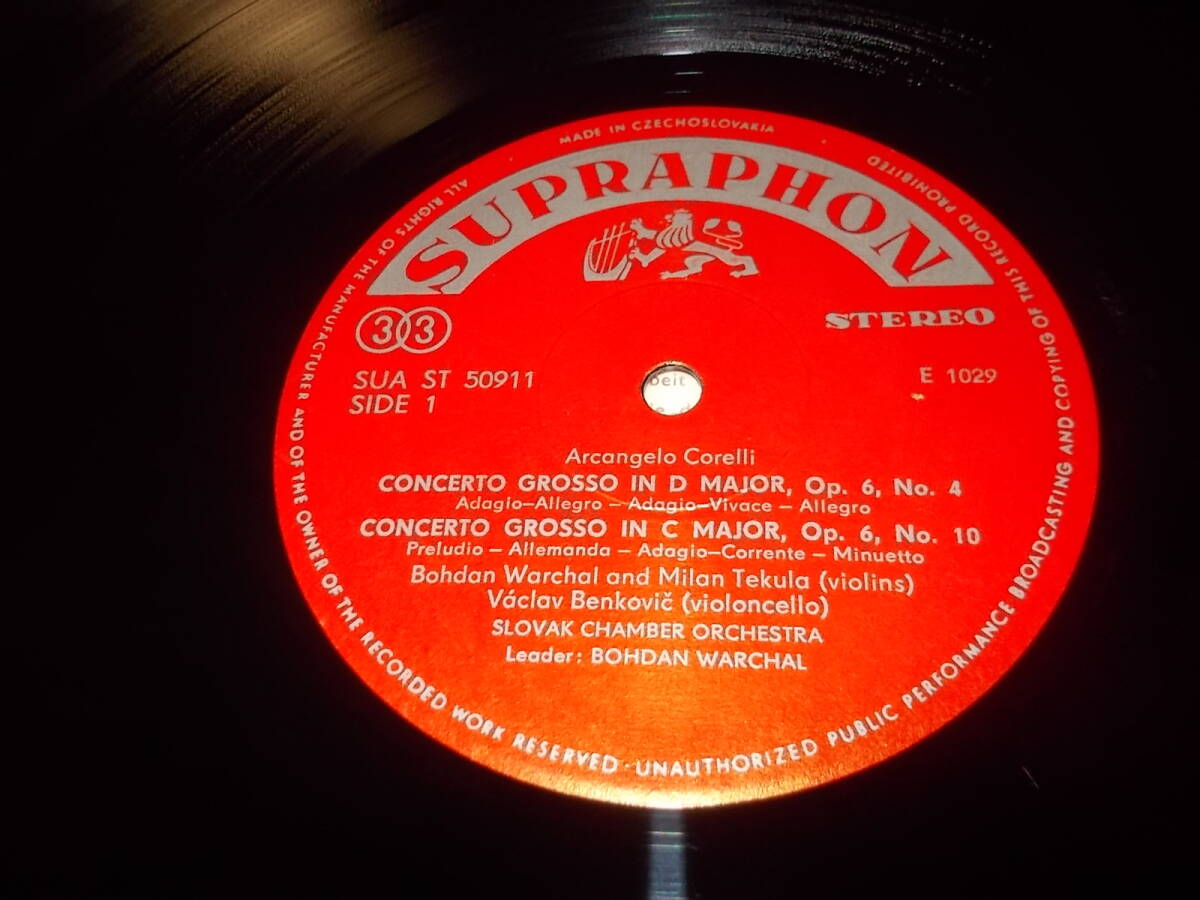 MADE IN CZECHOSLOVAKIA
SUPRAPHON
33
STEREO
SUA ST 50911
SIDE 1
E 1029
beit
Arcangelo Corelli
CONCERTO GROSSO IN D MAJOR, Op. 6, No. 4
Adagio—Allegro – Adagio—Vivace – Allegro
CONCERTO GROSSO IN C MAJOR, Op. 6, No. 10
Preludio – Allemanda – Adagio—Corrente – Minuetto
Bohdan Warchal and Milan Tekula (violins)
Václav Benkovič (violoncello)
SLOVAK CHAMBER ORCHESTRA
Leader: BOHDAN WARCHAL
ALL RIGHTS OF THE MANUFACTURER AND OF THE OWNER OF THE RECORDED WORK RESERVED · UNAUTHORIZED PUBLIC PERFORMANCE BROADCASTING AND COPYING OF THIS RECORD PROHIBITED